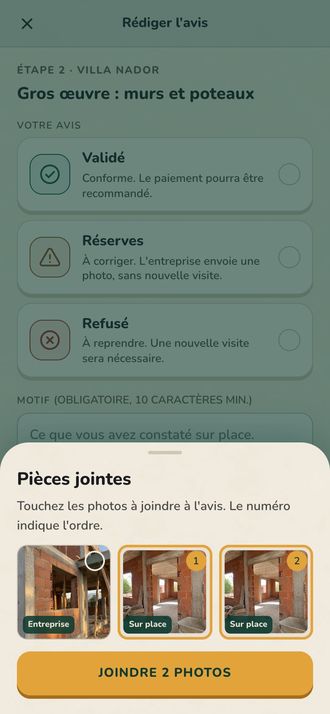 Rédiger l'avis
ÉTAPE 2 · VILLA NADOR
Gros œuvre : murs et poteaux
VOTRE AVIS
Validé
Conforme. Le paiement pourra être
recommandé.
Réserves
À corriger. L'entreprise envoie une
photo, sans nouvelle visite.
Refusé
À reprendre. Une nouvelle visite
sera nécessaire.
MOTIF (OBLIGATOIRE, 10 CARACTÈRES MIN.)
Ce que vous avez constaté sur place.
Pièces jointes
Touchez les photos à joindre à l'avis. Le numéro
indique l'ordre.
1
2
Entreprise
Sur place
Sur place
JOINDRE 2 PHOTOS